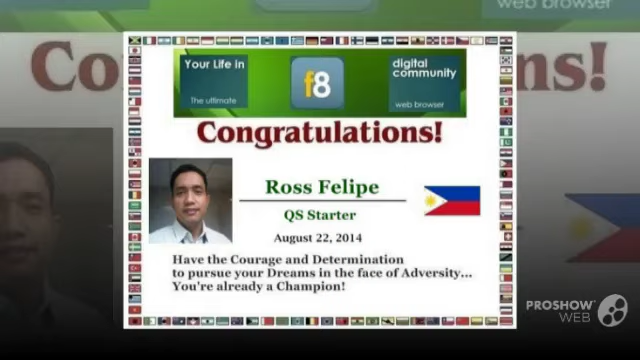 web browser
Co
ns!
Your Life in
The ultimate
f8
digital
community
web browser
Congratulations!
Ross Felipe
QS Starter
August 22, 2014
Have the Courage and Determination
to pursue your Dreams in the face of Adversity...
You're already a Champion!
PROSHOW
WEB